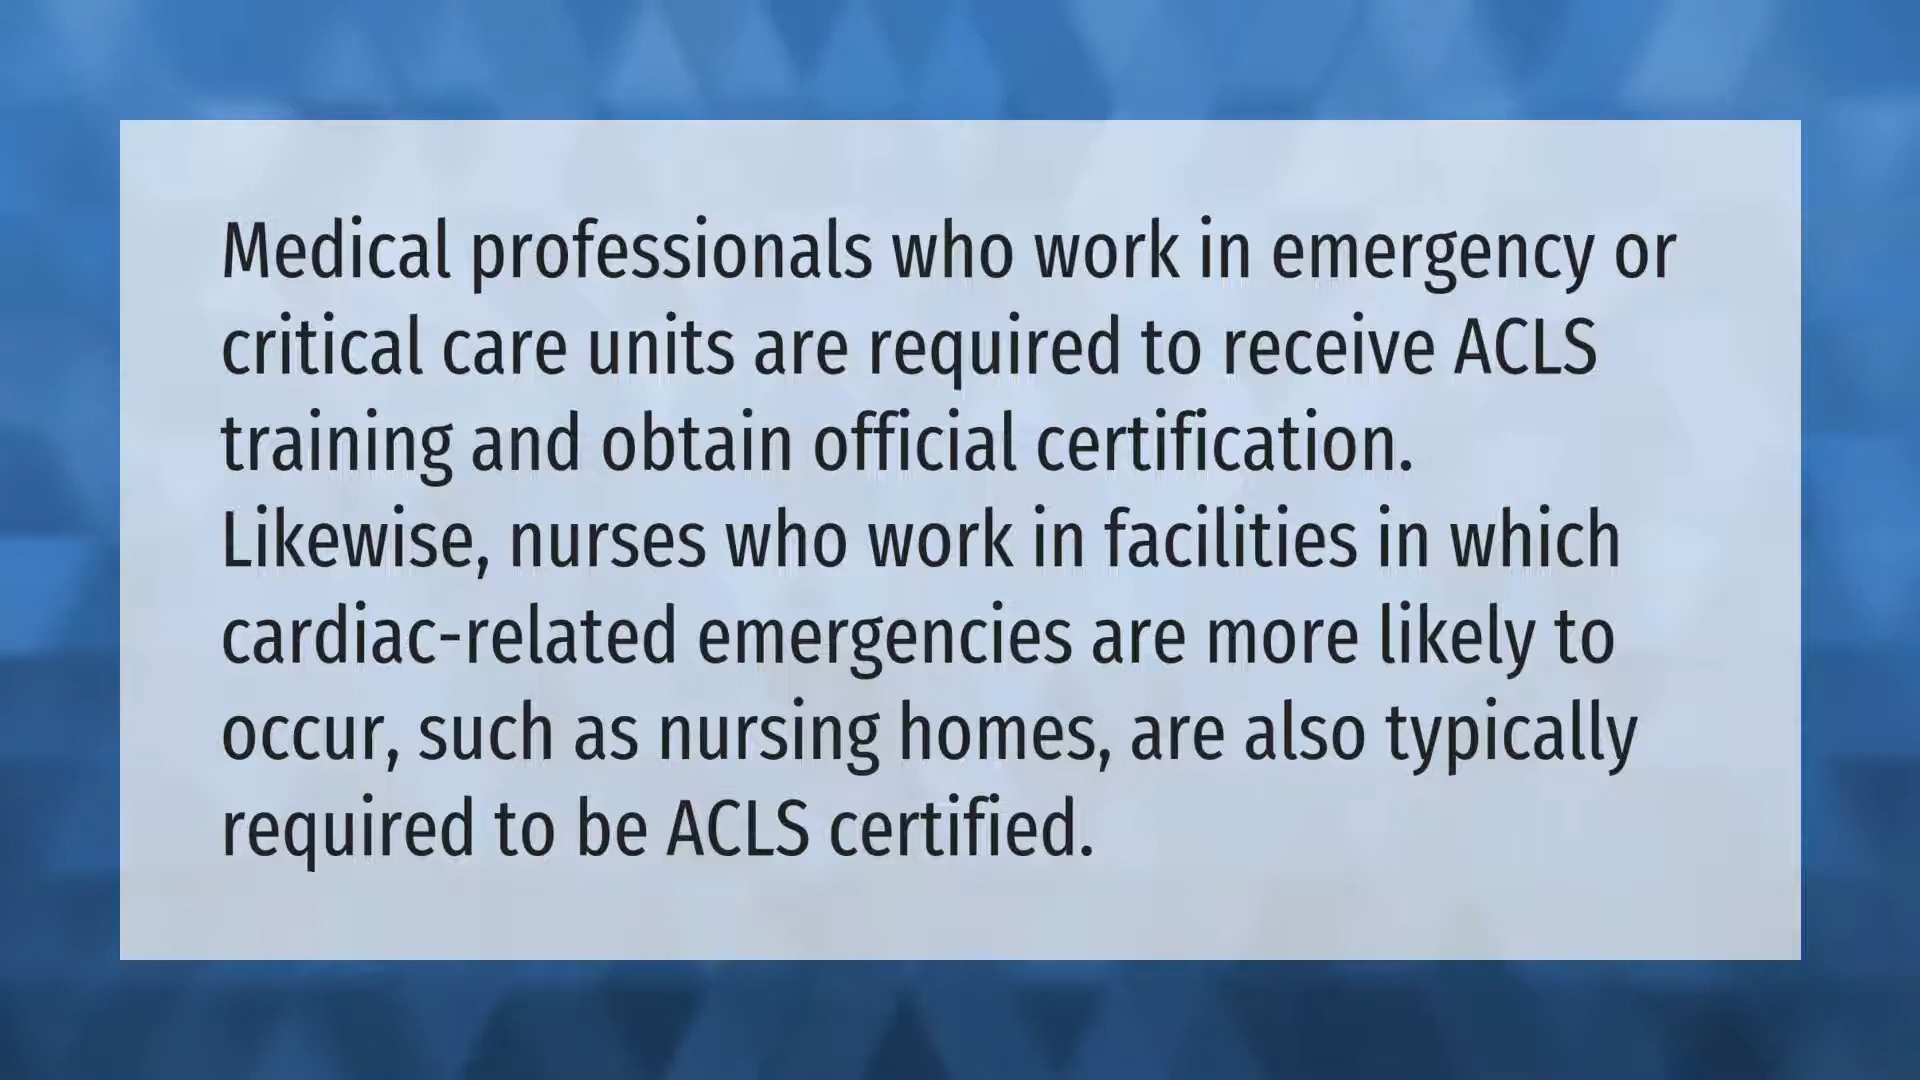 Medical professionals who work in emergency or
critical care units are required to receive ACLS
training and obtain official certification.
Likewise, nurses who work in facilities in which
cardiac-related emergencies are more likely to
occur, such as nursing homes, are also typically
required to be ACLS certified.